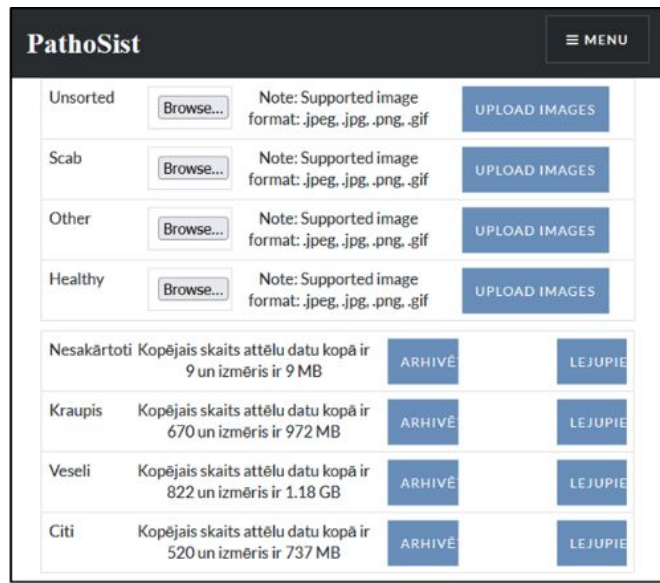 PathoSist
≡ MENU
Unsorted
Browse...
Note: Supported image
format: .jpeg, .jpg, .png, .gif
UPLOAD IMAGES
Scab
Browse...
Note: Supported image
format: .jpeg, .jpg, .png, .gif
UPLOAD IMAGES
Other
Browse...
Note: Supported image
format: .jpeg, .jpg, .png, .gif
UPLOAD IMAGES
Healthy
Browse...
Note: Supported image
format: .jpeg, .jpg, .png, .gif
UPLOAD IMAGES
Nesakārtoti
Kopējais skaits attēlu datu kopā ir
9 un izmēris ir 9 MB
ARHIVĒ
LEJUPIE
Kraupis
Kopējais skaits attēlu datu kopā ir
670 un izmēris ir 972 MB
ARHIVĒ
LEJUPIE
Veseli
Kopējais skaits attēlu datu kopā ir
822 un izmēris ir 1.18 GB
ARHIVĒ
LEJUPIE
Citi
Kopējais skaits attēlu datu kopā ir
520 un izmēris ir 737 MB
ARHIVĒ
LEJUPIE